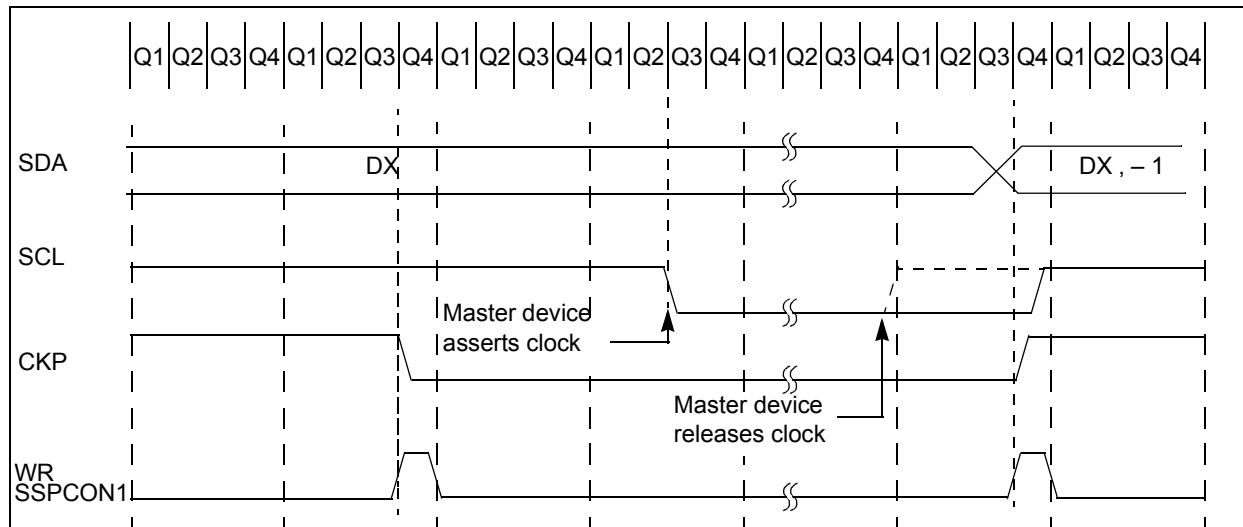 Q1 Q2 Q3 Q4 Q1 Q2 Q3 Q4 Q1 Q2 Q3 Q4 Q1 Q2 Q3 Q4 Q1 Q2 Q3 Q4 Q1 Q2 Q3 Q4 Q1 Q2 Q3 Q4
SDA
DX
DX , – 1
SCL
Master device
asserts clock
CKP
Master device
releases clock
WR
SSPCON1